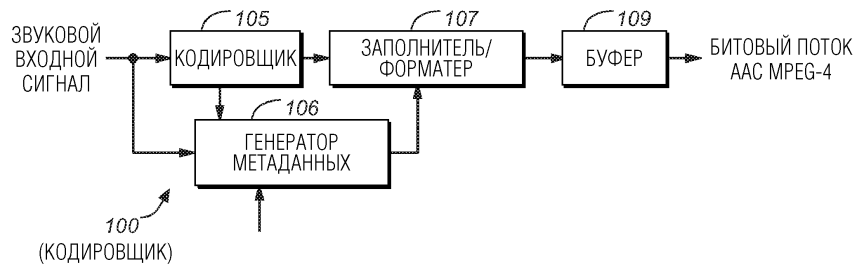 ЗВУКОВОЙ
ВХОДНОЙ
СИГНАЛ
105
КОДИРОВЩИК
107
ЗАПОЛНИТЕЛЬ/
ФОРМАТЕР
109
БУФЕР
БИТОВЫЙ ПОТОК
AAC MPEG-4
106
ГЕНЕРАТОР
МЕТАДАННЫХ
100
(КОДИРОВЩИК)